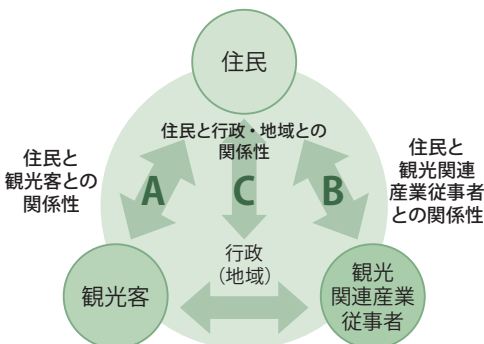 住民
住民と行政・地域との
関係性
住民と
観光客との
関係性
A
C
B
住民と
観光関連
産業従事者
との関係性
行政
（地域）
観光客
観光
関連産業
従事者